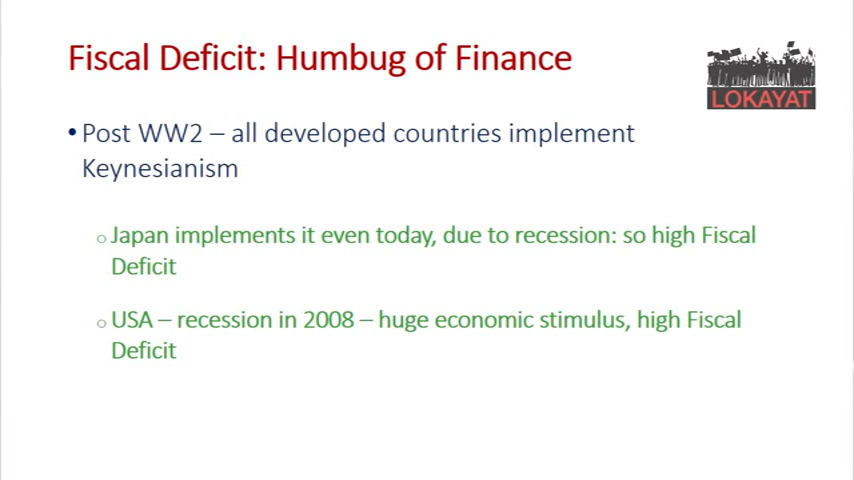 Fiscal Deficit: Humbug of Finance
LOKAYAT
• Post WW2 – all developed countries implement
Keynesianism
o Japan implements it even today, due to recession: so high Fiscal
Deficit
o USA – recession in 2008 – huge economic stimulus, high Fiscal
Deficit